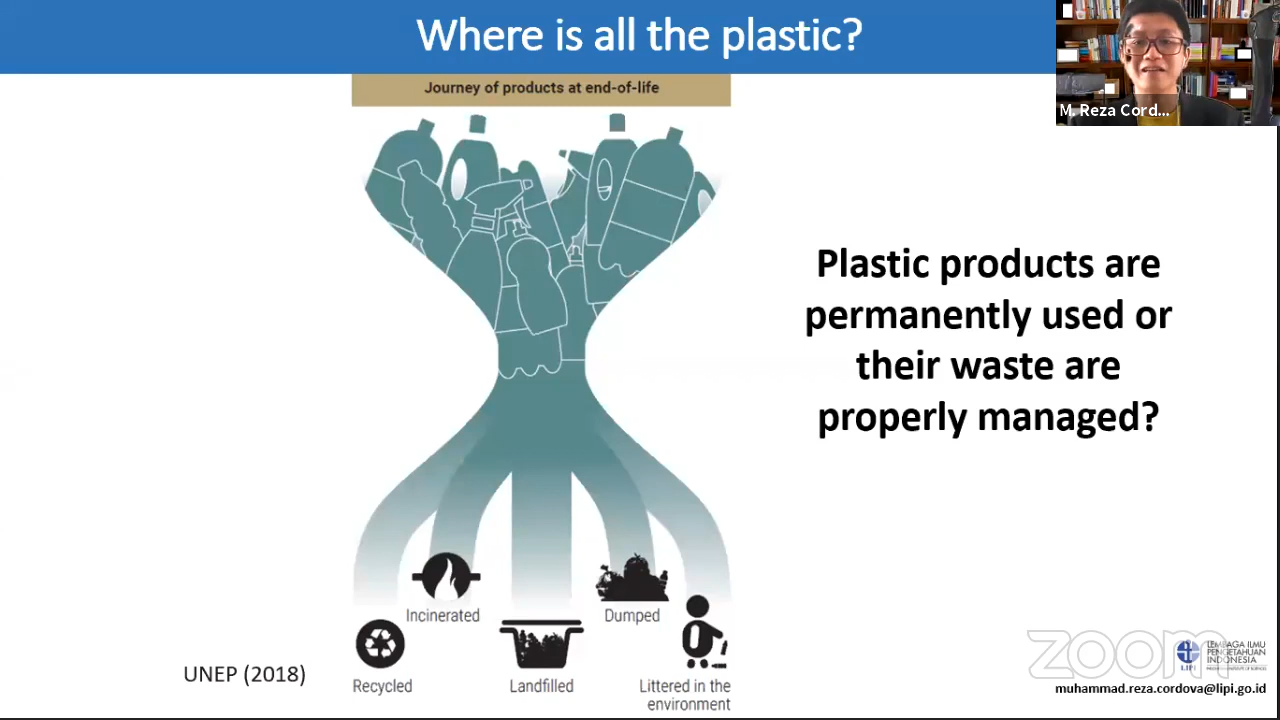 Where is all the plastic?
M. Reza Cord...
Journey of products at end-of-life
Plastic products are
permanently used or
their waste are
properly managed?
Incinerated
Dumped
Recycled
Landfilled
Littered in the
environment
UNEP (2018)
zoom
LIPI
LEMBAGA ILMU
PENGETAHUAN
INDONESIA
muhammad.reza.cordova@lipi.go.id